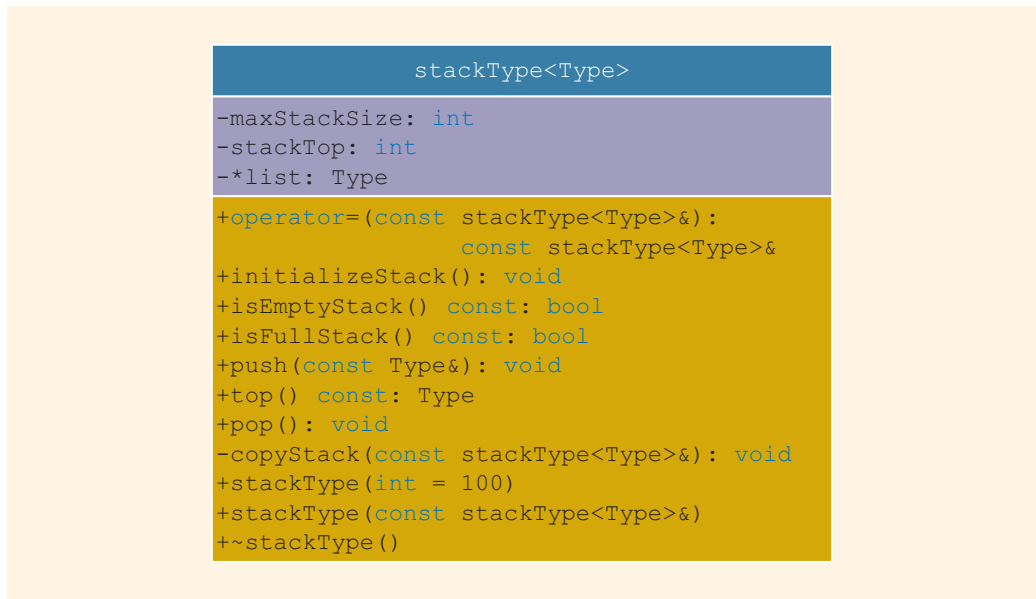 stackType<Type>
-maxStackSize: int
-stackTop: int
-*list: Type
+operator=(const stackType<Type>&):
const stackType<Type>&
+initializeStack(): void
+isEmptyStack() const: bool
+isFullStack() const: bool
+push(const Type&): void
+top() const: Type
+pop(): void
-copyStack(const stackType<Type>&): void
+stackType(int = 100)
+stackType(const stackType<Type>&)
+~stackType()